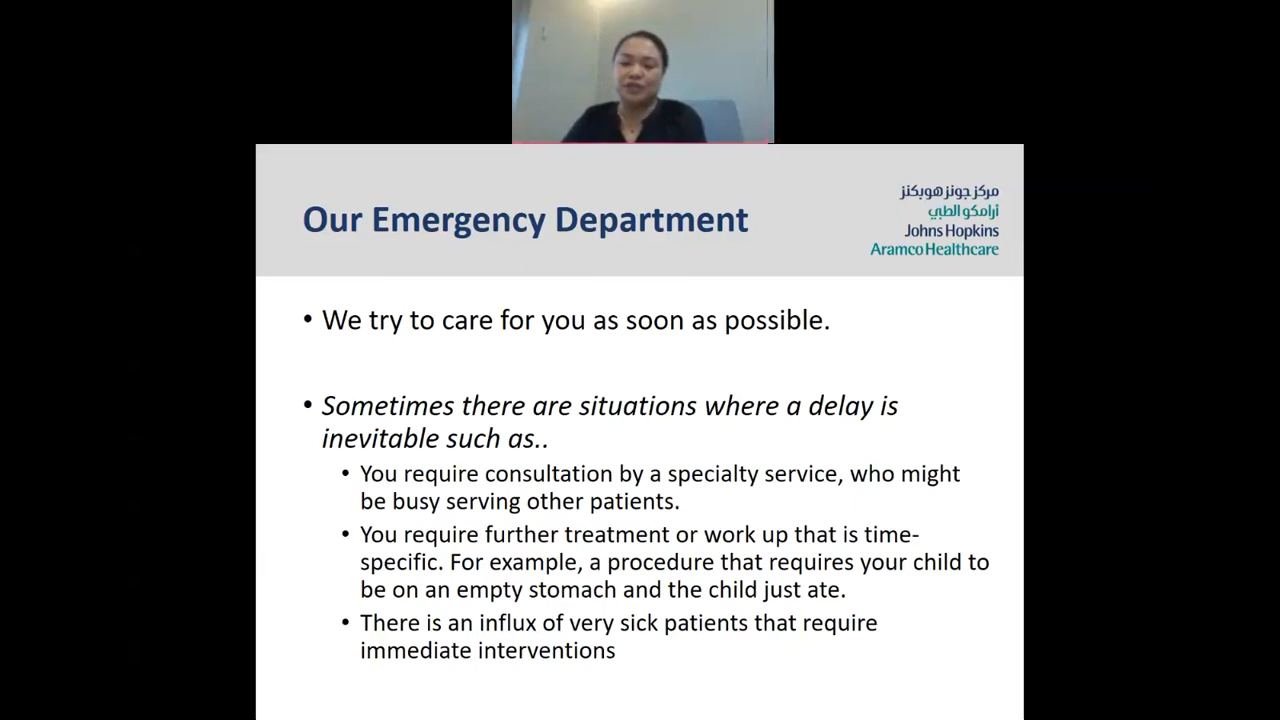 Our Emergency Department
مركز جونز هوبكنز
أرامكو الطبي
Johns Hopkins
Aramco Healthcare
• We try to care for you as soon as possible.
• Sometimes there are situations where a delay is
inevitable such as..
• You require consultation by a specialty service, who might
be busy serving other patients.
• You require further treatment or work up that is time-
specific. For example, a procedure that requires your child to
be on an empty stomach and the child just ate.
• There is an influx of very sick patients that require
immediate interventions